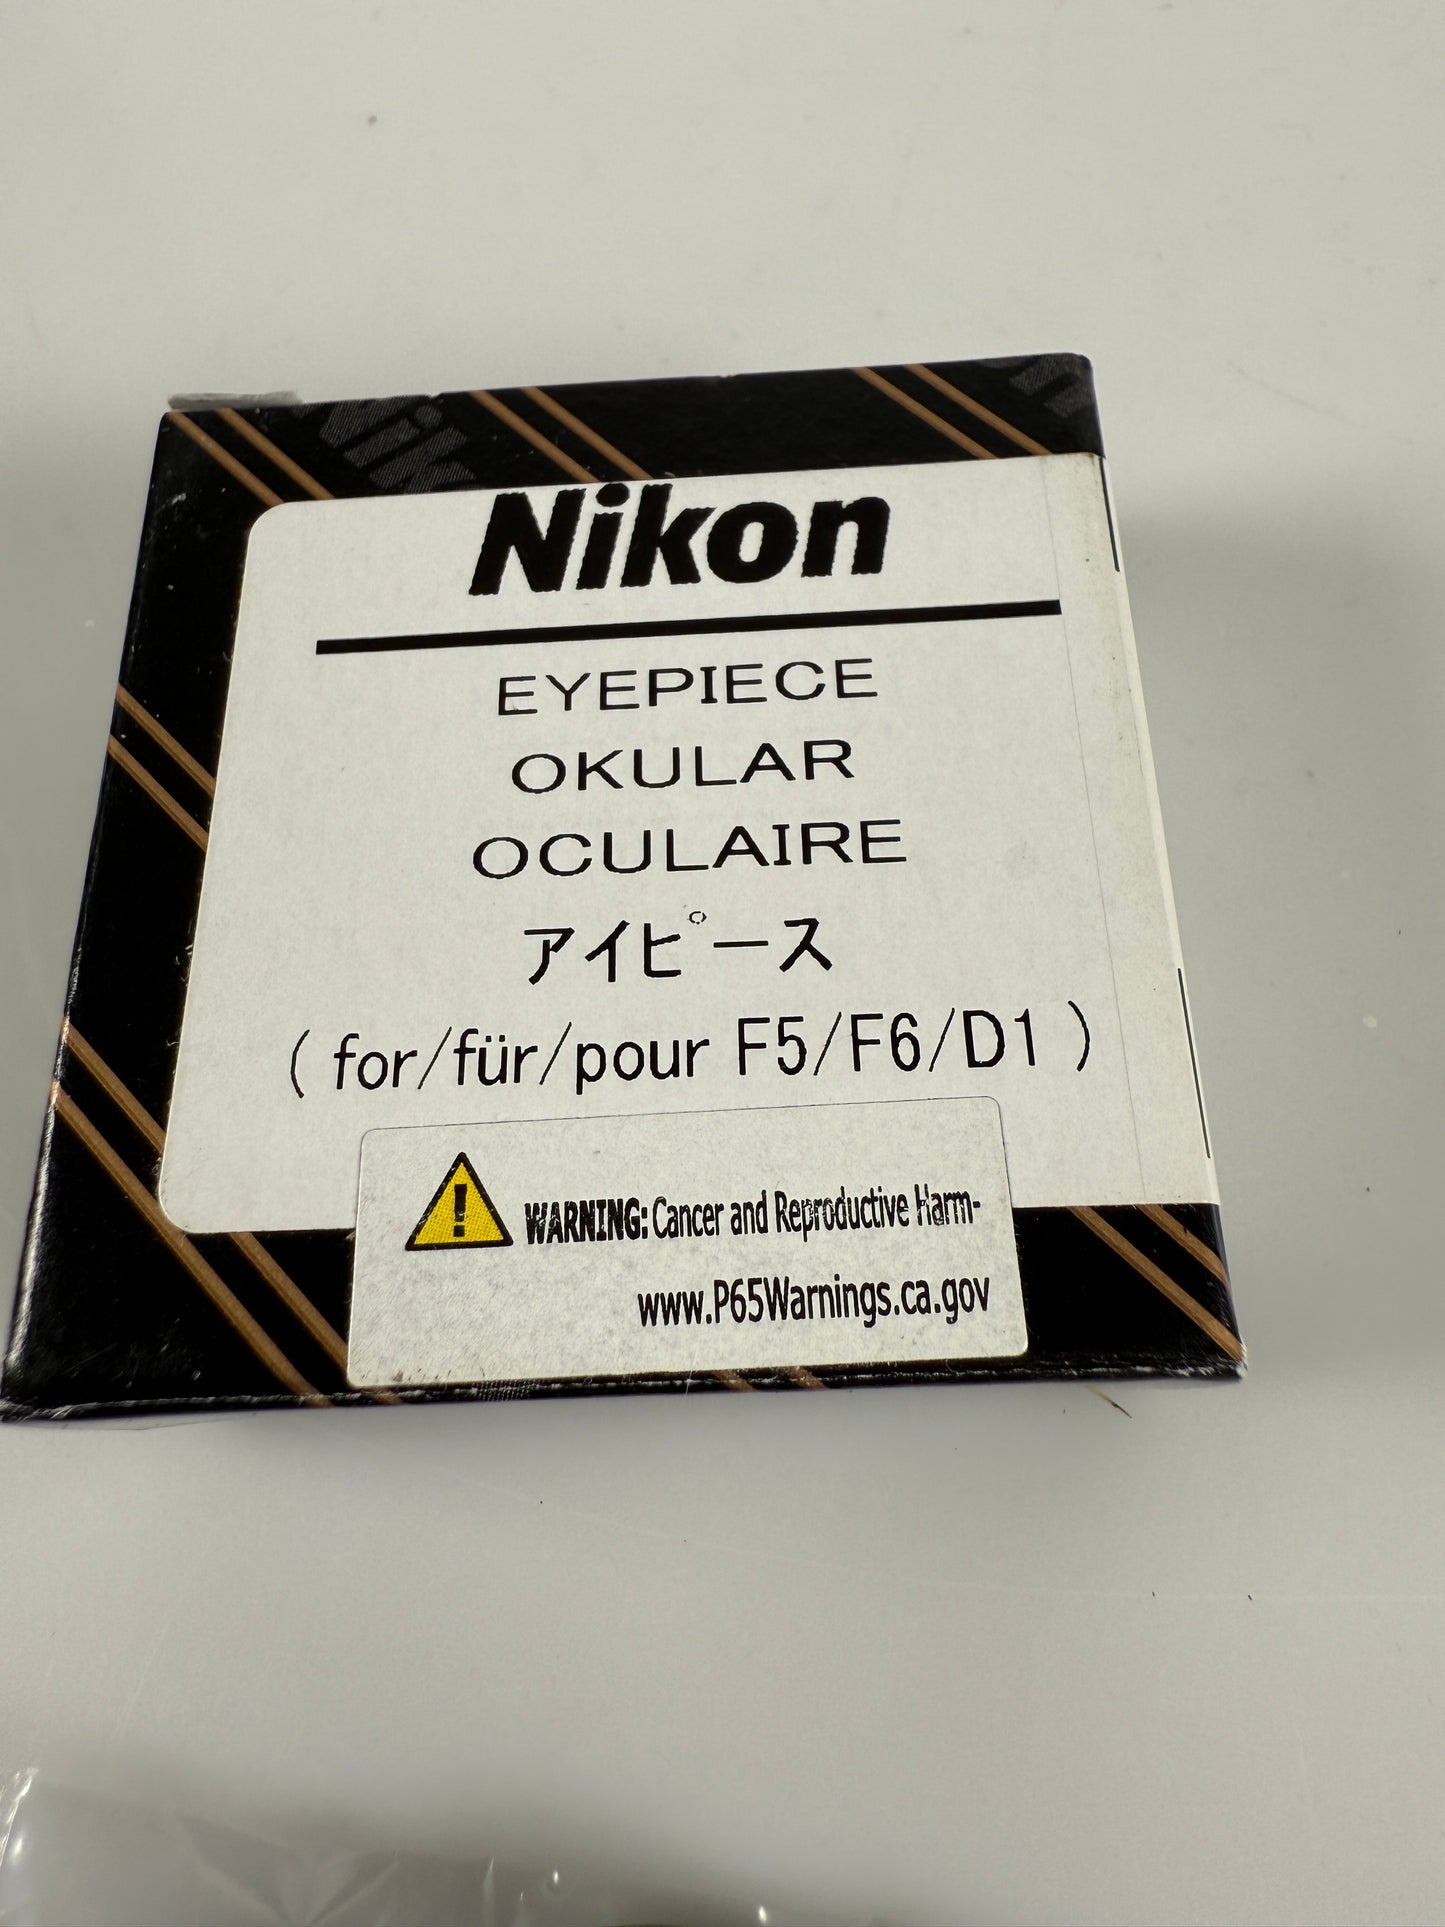 Nik
n
Nikon
EYEPIECE
OKULAR
OCULAIRE
アイピース
( for/für/pour F5/F6/D1 )
WARNING: Cancer and Reproductive Harm-
www.P65Warnings.ca.gov